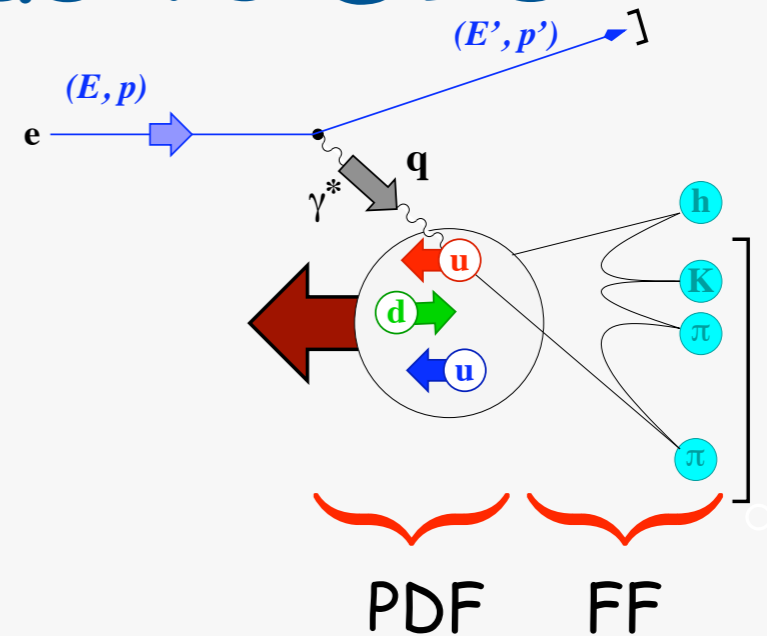 (E', p')
(E, p)
e
q
γ*
h
u
K
d
π
u
π
PDF FF